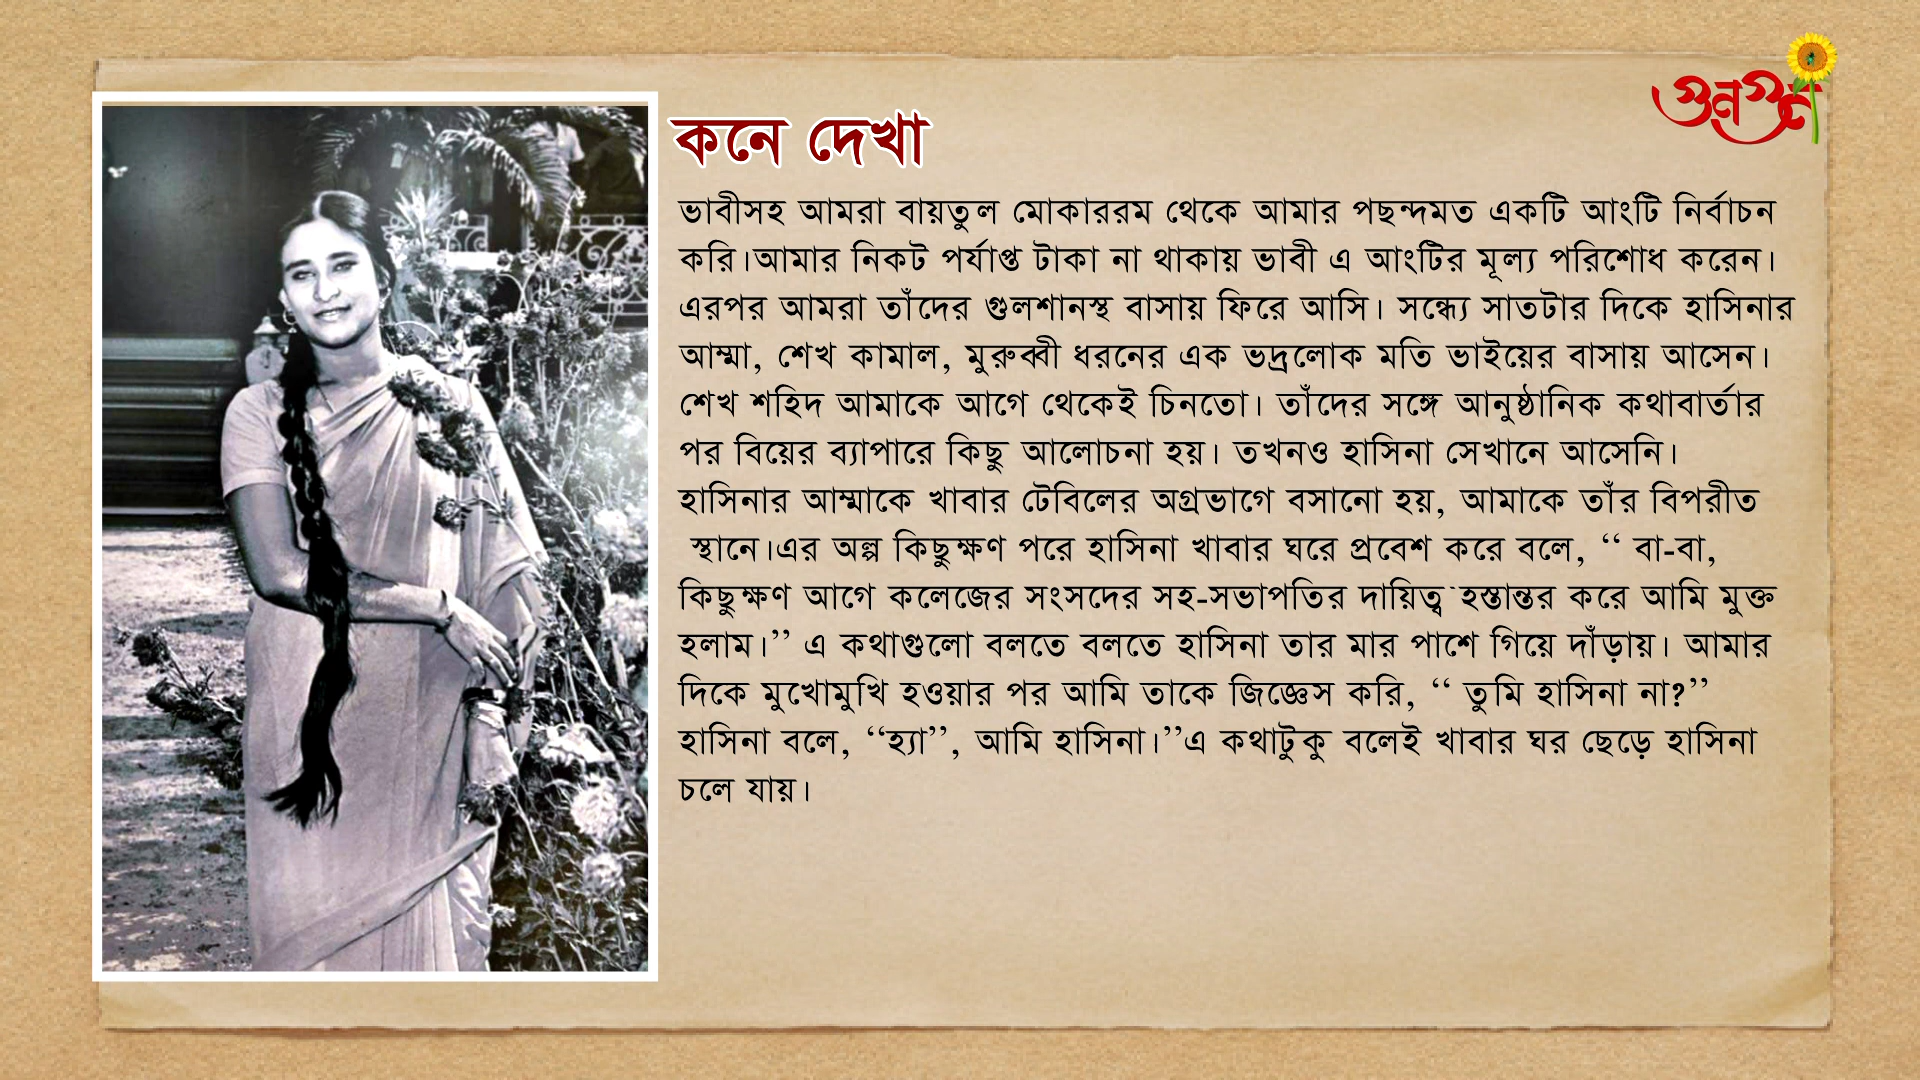 গুনগুন
কনে দেখা
ভাবীসহ আমরা বায়তুল মোকাররম থেকে আমার পছন্দমত একটি আংটি নির্বাচন
করি।আমার নিকট পর্যাপ্ত টাকা না থাকায় ভাবী এ আংটির মূল্য পরিশোধ করেন।
এরপর আমরা তাঁদের গুলশানস্থ বাসায় ফিরে আসি। সন্ধ্যে সাতটার দিকে হাসিনার
আম্মা, শেখ কামাল, মুরুব্বী ধরনের এক ভদ্রলোক মতি ভাইয়ের বাসায় আসেন।
শেখ শহিদ আমাকে আগে থেকেই চিনতো। তাঁদের সঙ্গে আনুষ্ঠানিক কথাবার্তার
পর বিয়ের ব্যাপারে কিছু আলোচনা হয়। তখনও হাসিনা সেখানে আসেনি।
হাসিনার আম্মাকে খাবার টেবিলের অগ্রভাগে বসানো হয়, আমাকে তাঁর বিপরীত
স্থানে।এর অল্প কিছুক্ষণ পরে হাসিনা খাবার ঘরে প্রবেশ করে বলে, ‘‘ বা-বা,
কিছুক্ষণ আগে কলেজের সংসদের সহ-সভাপতির দায়িত্ব`হস্তান্তর করে আমি মুক্ত
হলাম।’’ এ কথাগুলো বলতে বলতে হাসিনা তার মার পাশে গিয়ে দাঁড়ায়। আমার
দিকে মুখোমুখি হওয়ার পর আমি তাকে জিজ্ঞেস করি, ‘‘ তুমি হাসিনা না?’’
হাসিনা বলে, ‘‘হ্যা’’, আমি হাসিনা।’’এ কথাটুকু বলেই খাবার ঘর ছেড়ে হাসিনা
চলে যায়।